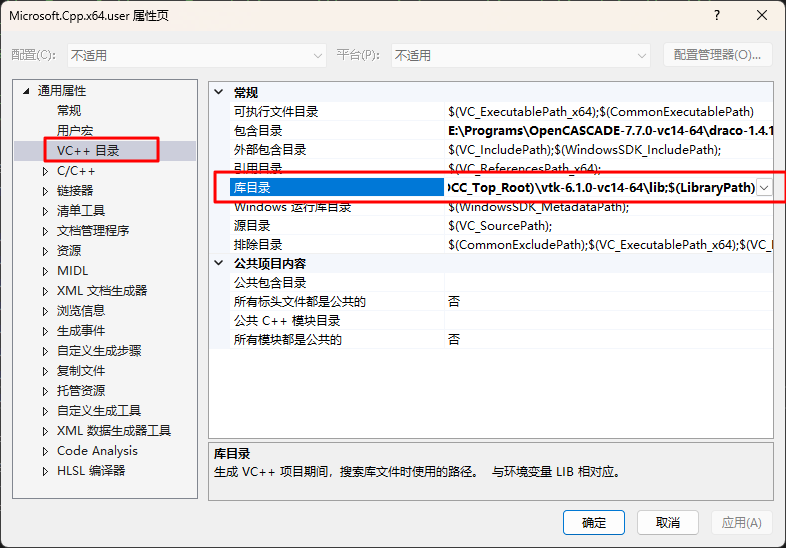 Microsoft.Cpp.x64.user 属性页
配置(C): 不适用 平台(P): 不适用 配置管理器(O)...
通用属性
常规
用户宏
VC++ 目录
C/C++
链接器
清单工具
文档管理程序
资源
MIDL
XML 文档生成器
浏览信息
生成事件
自定义生成步骤
复制文件
托管资源
自定义生成工具
XML 数据生成器工具
Code Analysis
HLSL 编译器
常规
可执行文件目录 $(VC_ExecutablePath_x64);$(CommonExecutablePath)
包含目录 E:\Programs\OpenCASCADE-7.7.0-vc14-64\draco-1.4.1
外部包含目录 $(VC_IncludePath);$(WindowsSDK_IncludePath);
引用目录 $(VC_ReferencesPath_x64);
库目录 OCC_Top_Root)\vtk-6.1.0-vc14-64\lib;$(LibraryPath)
Windows 运行库目录 $(WindowsSDK_MetadataPath);
源目录 $(VC_SourcePath);
排除目录 $(CommonExcludePath);$(VC_ExecutablePath_x64);$(VC_I
公共项目内容
公共包含目录
所有标头文件都是公共的 否
公共 C++ 模块目录
所有模块都是公共的 否
库目录
生成 VC++ 项目期间，搜索库文件时使用的路径。 与环境变量 LIB 相对应。
确定 取消 应用(A)